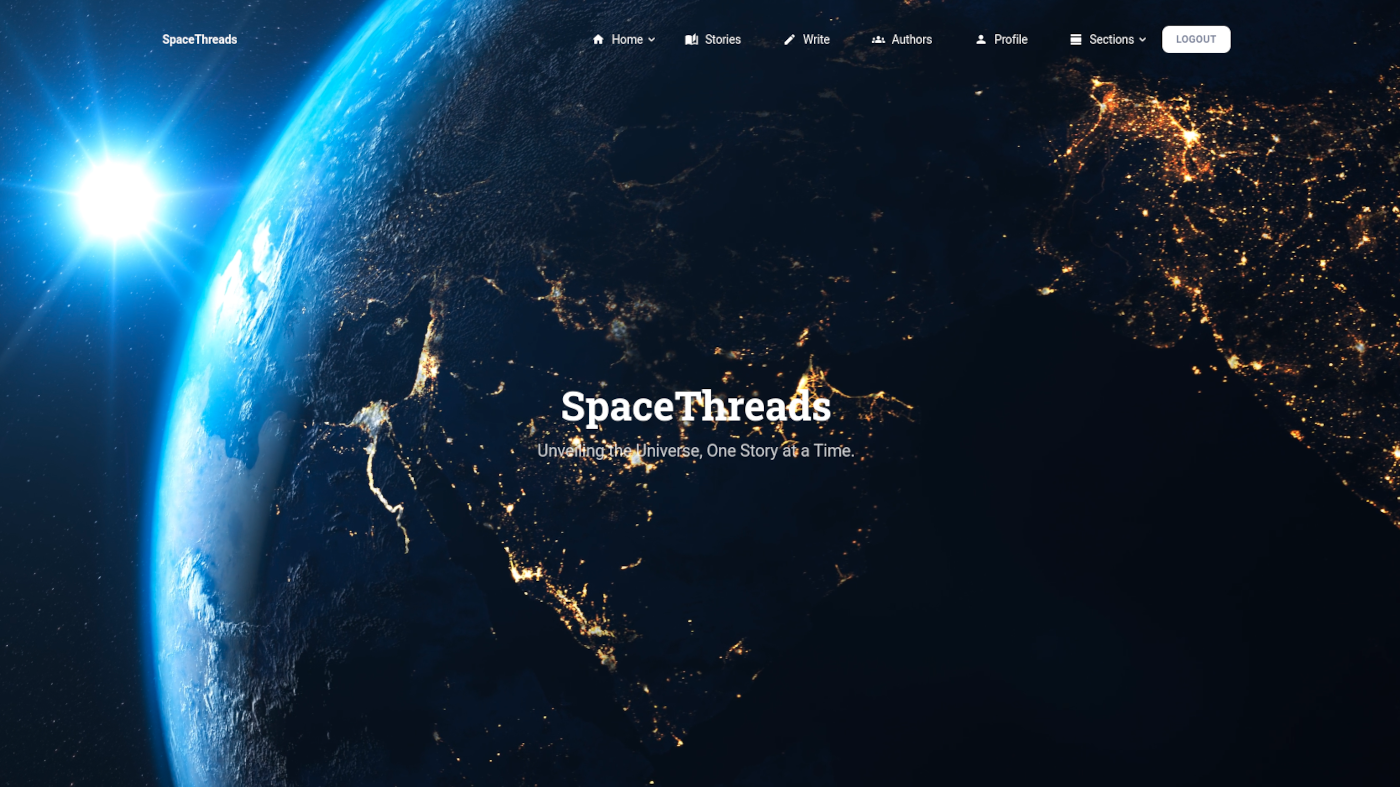 SpaceThreads
Home
Stories
Write
Authors
Profile
Sections
LOGOUT
SpaceThreads
Unveiling the Universe, One Story at a Time.